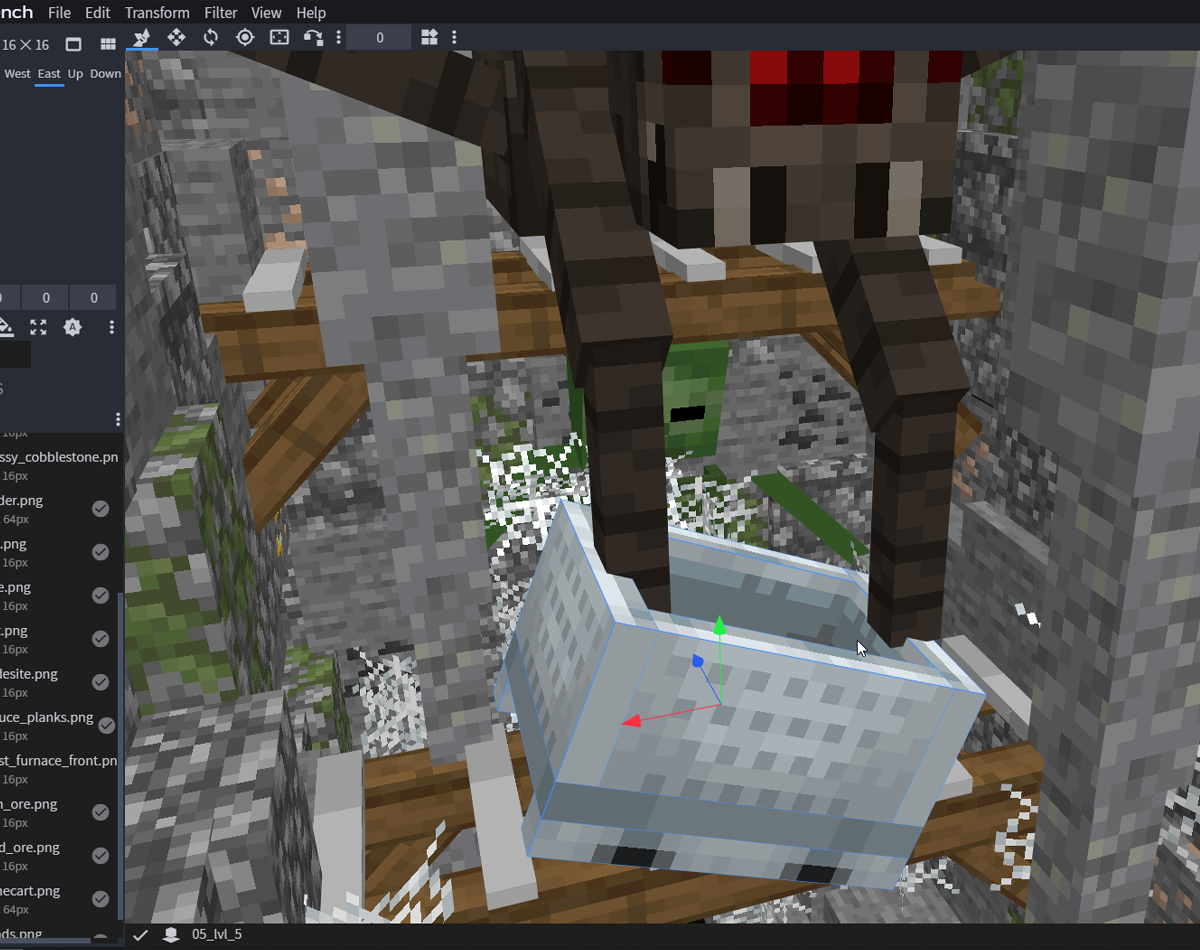 nch File Edit Transform Filter View Help
16 × 16
0
West East Up Down
0 0 0
S
16px
ssy_cobblestone.pn
16px
der.png
64px
.png
16px
e.png
16px
.png
16px
desite.png
16px
uce_planks.png
16px
st_furnace_front.pn
16px
n_ore.png
16px
d_ore.png
16px
necart.png
64px
ds.png
05_lvl_5